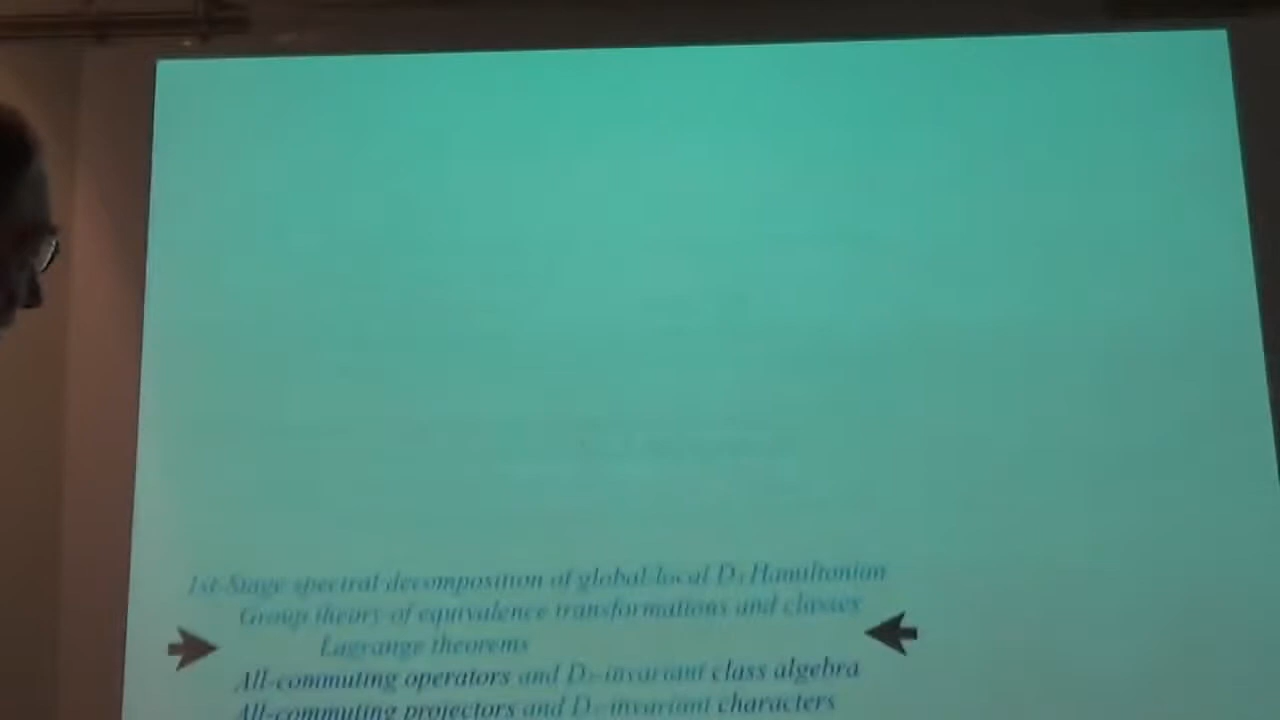 1st-Stage spectral decomposition of global/local D₃ Hamiltonian
Group theory of equivalence transformations and classes
Lagrange theorems
All-commuting operators and D₃-invariant class algebra
All-commuting projectors and D₃-invariant characters